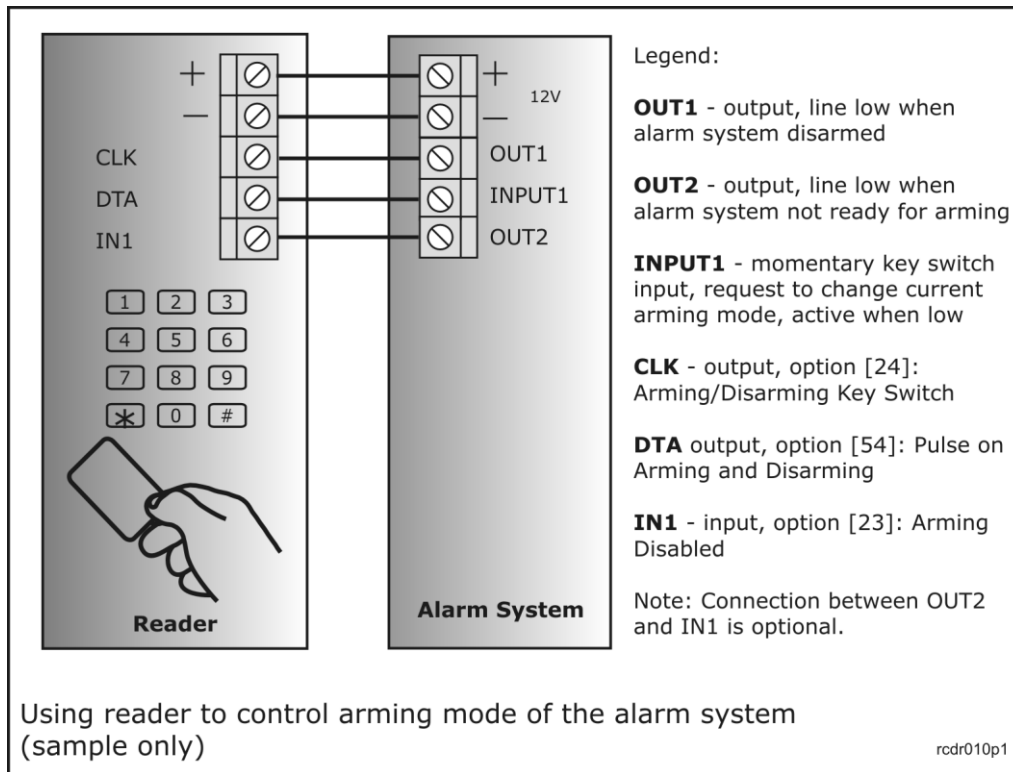 +
−
CLK
DTA
IN1
1 2 3
4 5 6
7 8 9
* 0 #
Reader
+
12V
−
OUT1
INPUT1
OUT2
Alarm System
Legend:
OUT1 - output, line low when
alarm system disarmed
OUT2 - output, line low when
alarm system not ready for arming
INPUT1 - momentary key switch
input, request to change current
arming mode, active when low
CLK - output, option [24]:
Arming/Disarming Key Switch
DTA output, option [54]: Pulse on
Arming and Disarming
IN1 - input, option [23]: Arming
Disabled
Note: Connection between OUT2
and IN1 is optional.
Using reader to control arming mode of the alarm system
(sample only)
rcdr010p1